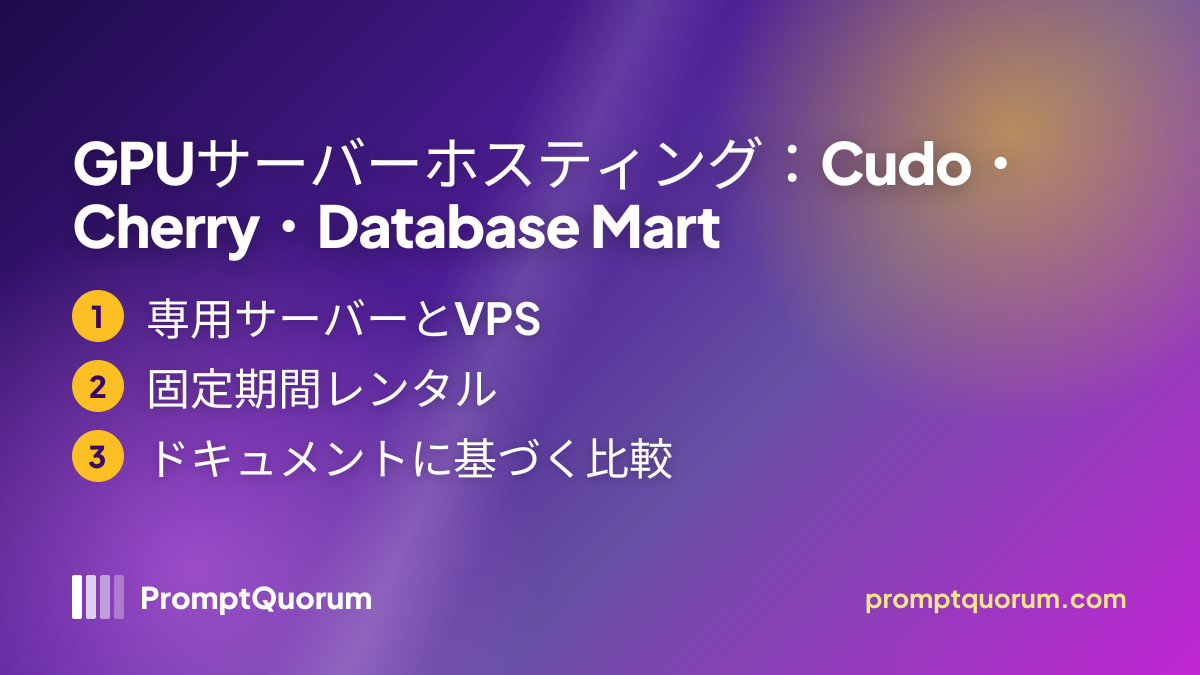 GPUサーバーホスティング：Cudo・
Cherry・Database Mart
1 専用サーバーとVPS
2 固定期間レンタル
3 ドキュメントに基づく比較
PromptQuorum
promptquorum.com